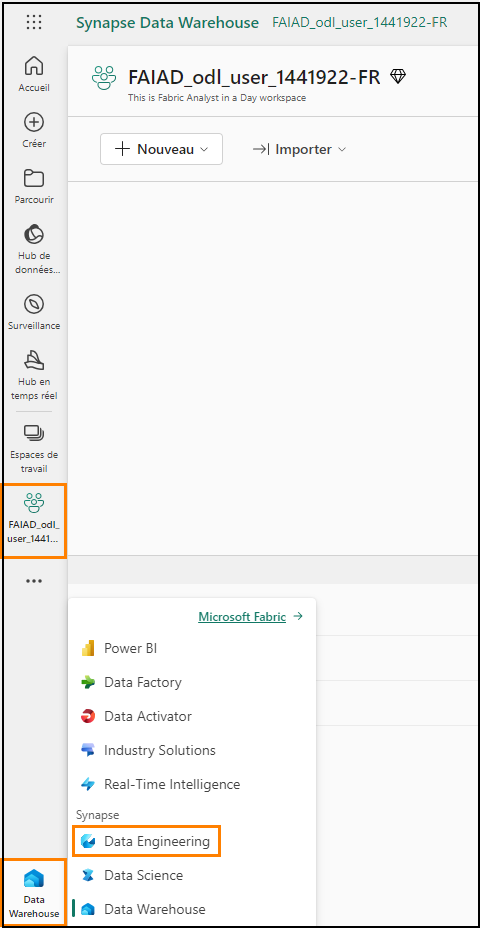 Synapse Data Warehouse FAIAD_odl_user_1441922-FR
Accueil
Créer
Parcourir
Hub de
données...
Surveillance
Hub en
temps réel
Espaces de
travail
FAIAD_odl_
user_1441...
...
Data
Warehouse
FAIAD_odl_user_1441922-FR
This is Fabric Analyst in a Day workspace
Nouveau
Importer
Microsoft Fabric
Power BI
Data Factory
Data Activator
Industry Solutions
Real-Time Intelligence
Synapse
Data Engineering
Data Science
Data Warehouse